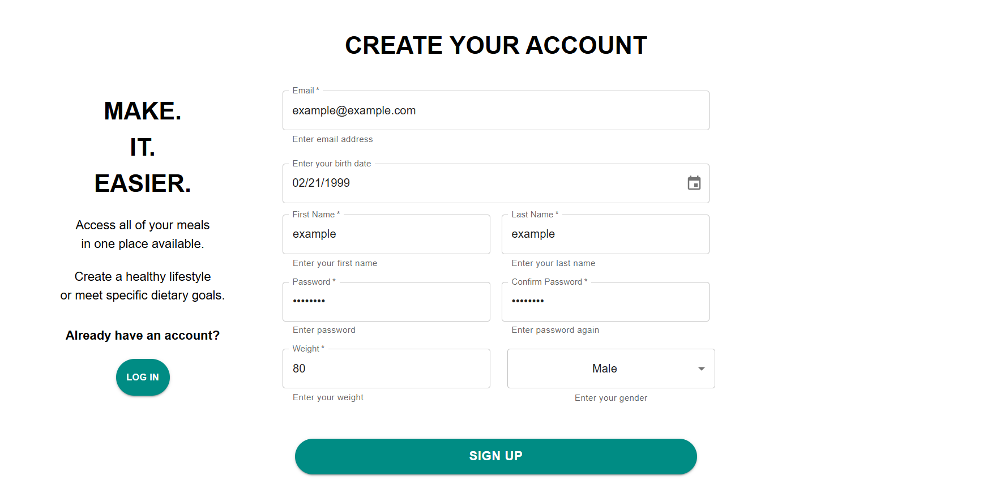 CREATE YOUR ACCOUNT
MAKE.
IT.
EASIER.
Access all of your meals
in one place available.
Create a healthy lifestyle
or meet specific dietary goals.
Already have an account?
LOG IN
Email *
example@example.com
Enter email address
Enter your birth date
02/21/1999
First Name *
example
Enter your first name
Last Name *
example
Enter your last name
Password *
••••••••
Enter password
Confirm Password *
••••••••
Enter password again
Weight *
80
Enter your weight
Male
Enter your gender
SIGN UP